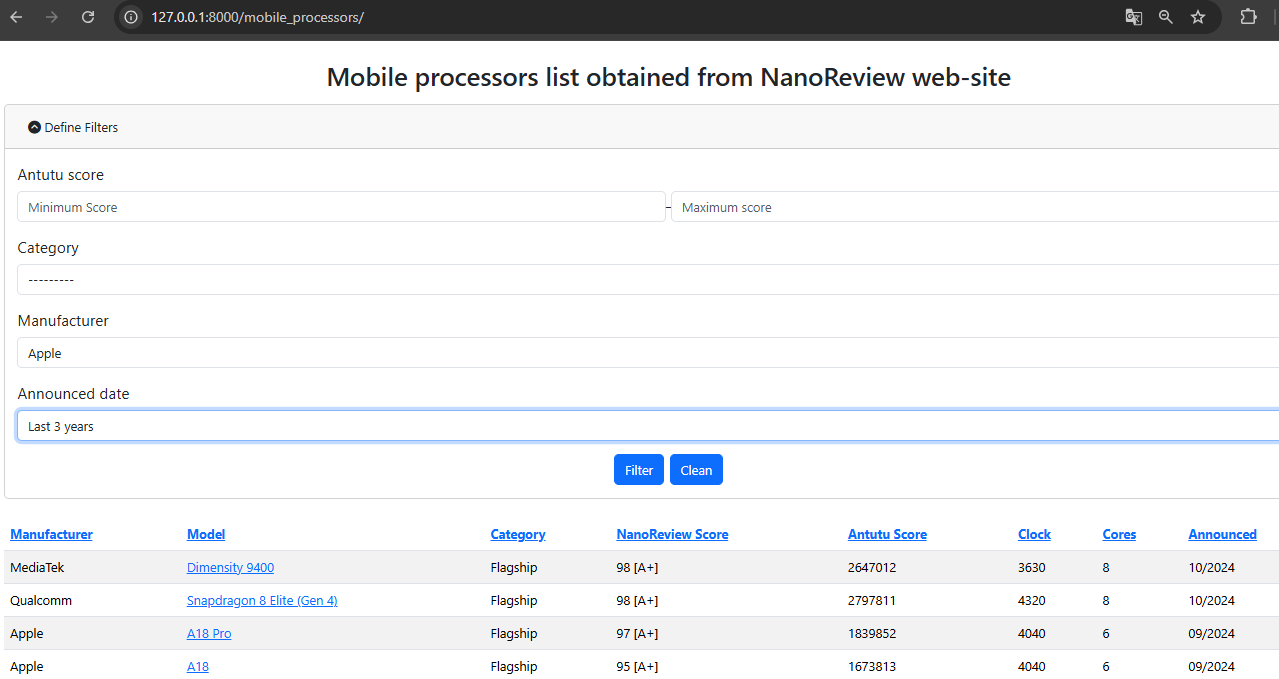 127.0.0.1:8000/mobile_processors/
Mobile processors list obtained from NanoReview web-site
Define Filters
Antutu score
Minimum Score - Maximum score
Category
---------
Manufacturer
Apple
Announced date
Last 3 years
Filter Clean
Manufacturer Model Category NanoReview Score Antutu Score Clock Cores Announced
MediaTek Dimensity 9400 Flagship 98 [A+] 2647012 3630 8 10/2024
Qualcomm Snapdragon 8 Elite (Gen 4) Flagship 98 [A+] 2797811 4320 8 10/2024
Apple A18 Pro Flagship 97 [A+] 1839852 4040 6 09/2024
Apple A18 Flagship 95 [A+] 1673813 4040 6 09/2024